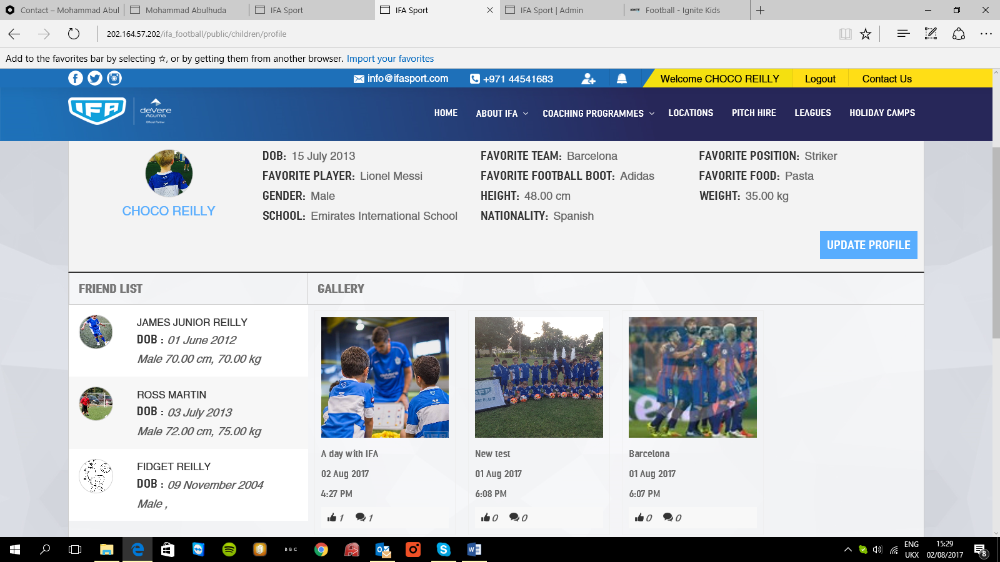 Contact – Mohammad Abul
Mohammad Abulhuda
IFA Sport
IFA Sport
IFA Sport | Admin
IGNITE Football - Ignite Kids
202.164.57.202/ifa_football/public/children/profile
Add to the favorites bar by selecting ☆, or by getting them from another browser. Import your favorites
info@ifasport.com +971 44541683 Welcome CHOCO REILLY Logout Contact Us
IFA deVere Acuma Official Partner
HOME ABOUT IFA COACHING PROGRAMMES LOCATIONS PITCH HIRE LEAGUES HOLIDAY CAMPS
CHOCO REILLY
DOB: 15 July 2013 FAVORITE TEAM: Barcelona FAVORITE POSITION: Striker
FAVORITE PLAYER: Lionel Messi FAVORITE FOOTBALL BOOT: Adidas FAVORITE FOOD: Pasta
GENDER: Male HEIGHT: 48.00 cm WEIGHT: 35.00 kg
SCHOOL: Emirates International School NATIONALITY: Spanish
UPDATE PROFILE
FRIEND LIST
JAMES JUNIOR REILLY
DOB : 01 June 2012
Male 70.00 cm, 70.00 kg
ROSS MARTIN
DOB : 03 July 2013
Male 72.00 cm, 75.00 kg
FIDGET REILLY
DOB : 09 November 2004
Male ,
GALLERY
IFA
A day with IFA
02 Aug 2017
4:27 PM
1 1
IFA
New test
01 Aug 2017
6:08 PM
0 0
Barcelona
01 Aug 2017
6:07 PM
0 0
BBC
ENG
UKX
15:29
02/08/2017
8